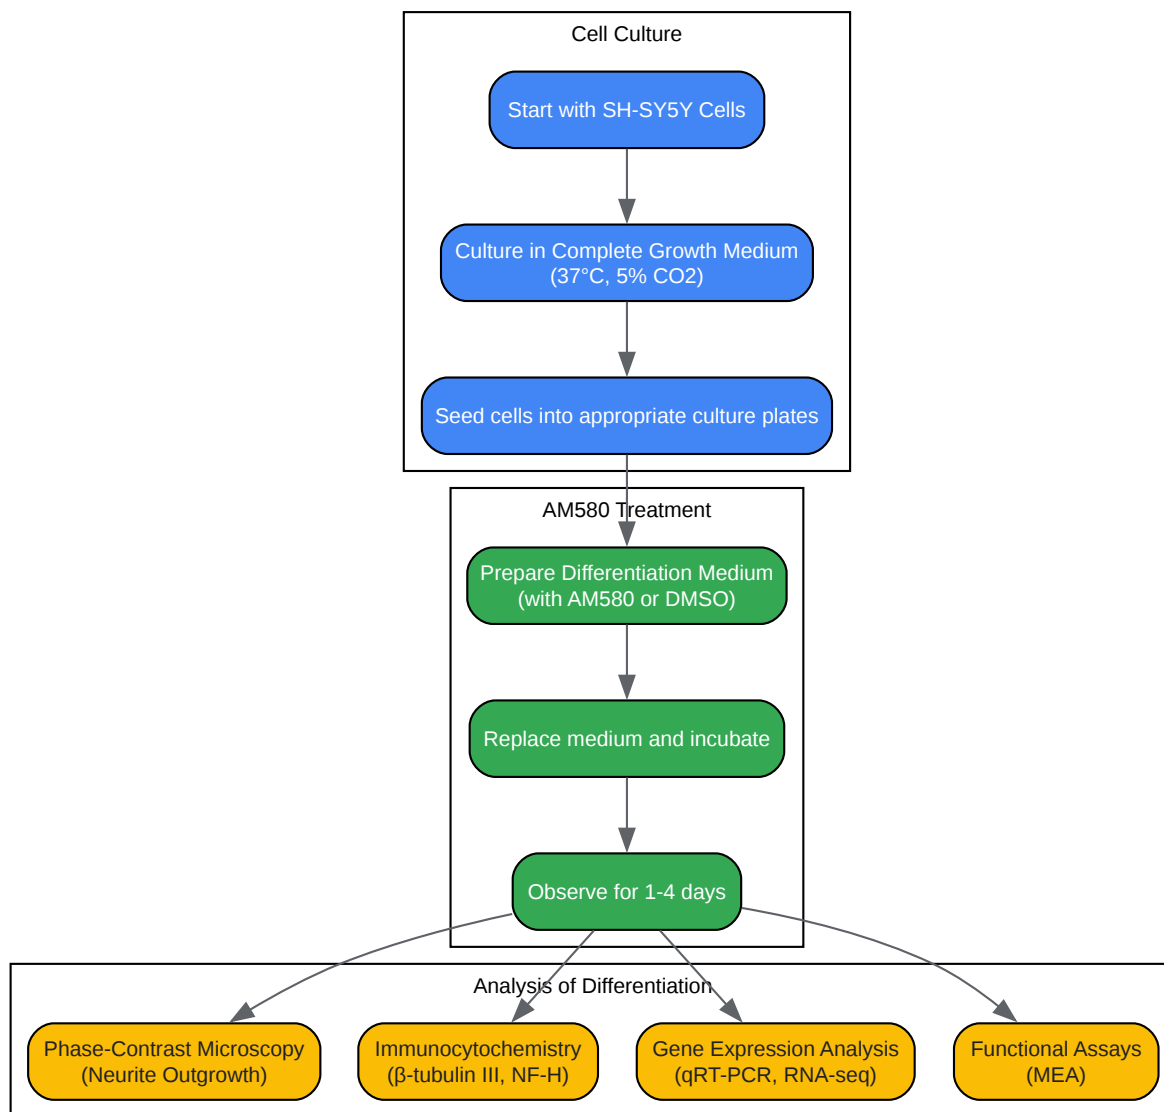 Cell Culture
Start with SH-SY5Y Cells
Culture in Complete Growth Medium
(37°C, 5% CO2)
Seed cells into appropriate culture plates
AM580 Treatment
Prepare Differentiation Medium
(with AM580 or DMSO)
Replace medium and incubate
Observe for 1-4 days
Analysis of Differentiation
Phase-Contrast Microscopy
(Neurite Outgrowth)
Immunocytochemistry
(β-tubulin III, NF-H)
Gene Expression Analysis
(qRT-PCR, RNA-seq)
Functional Assays
(MEA)